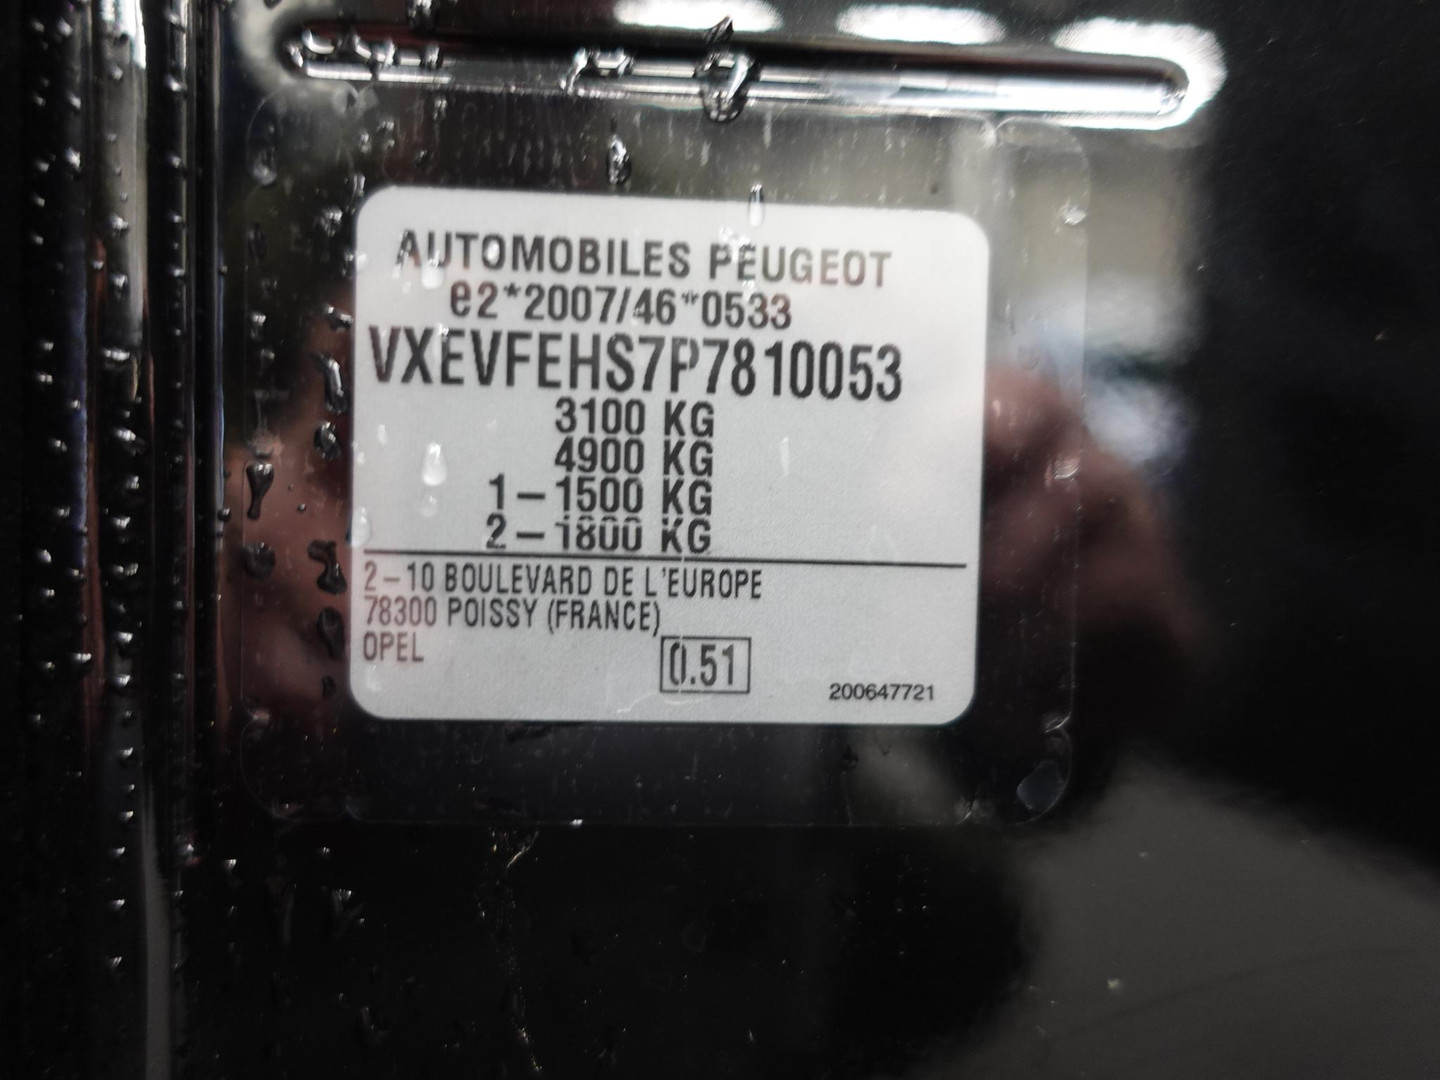 AUTOMOBILES PEUGEOT
e2*2007/46*0533
VXEVFEHS7P7810053
3100 KG
4900 KG
1-1500 KG
2-1800 KG
2-10 BOULEVARD DE L'EUROPE
78300 POISSY (FRANCE)
OPEL
0.51
200647721